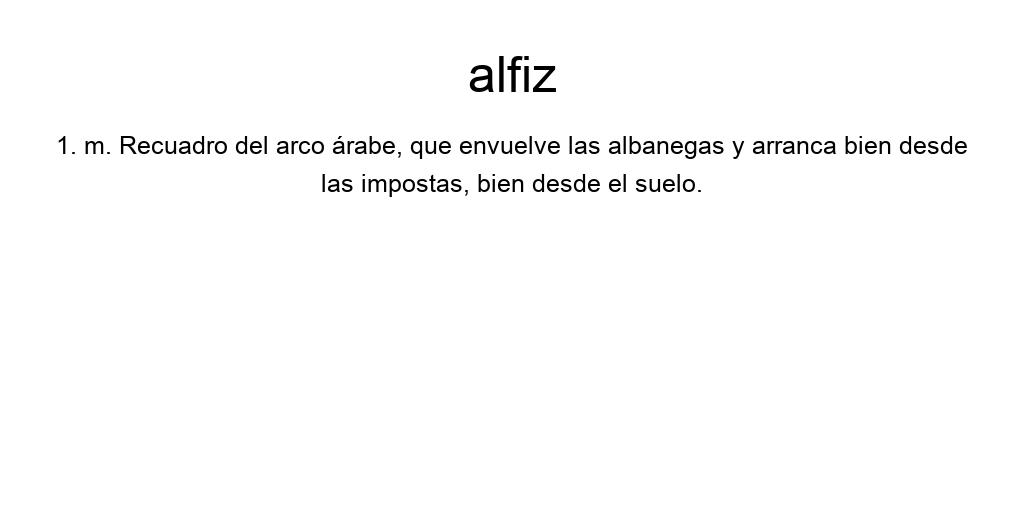 alfiz
1. m. Recuadro del arco árabe, que envuelve las albanegas y arranca bien desde
las impostas, bien desde el suelo.